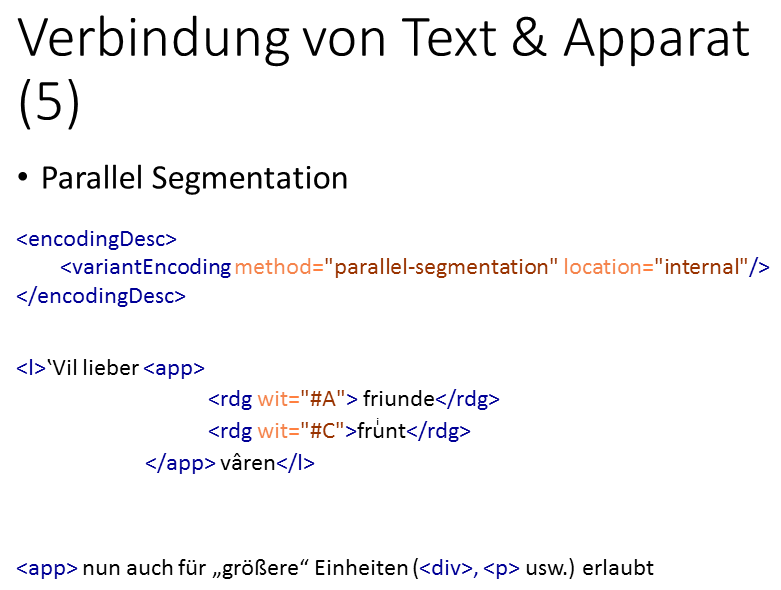 Verbindung von Text & Apparat
(5)
• Parallel Segmentation
<encodingDesc>
<variantEncoding method="parallel-segmentation" location="internal"/>
</encodingDesc>
<l>‛Vil lieber <app>
<rdg wit="#A"> friunde</rdg>
<rdg wit="#C">fruͥnt</rdg>
</app> vâren</l>
<app> nun auch für „größere“ Einheiten (<div>, <p> usw.) erlaubt